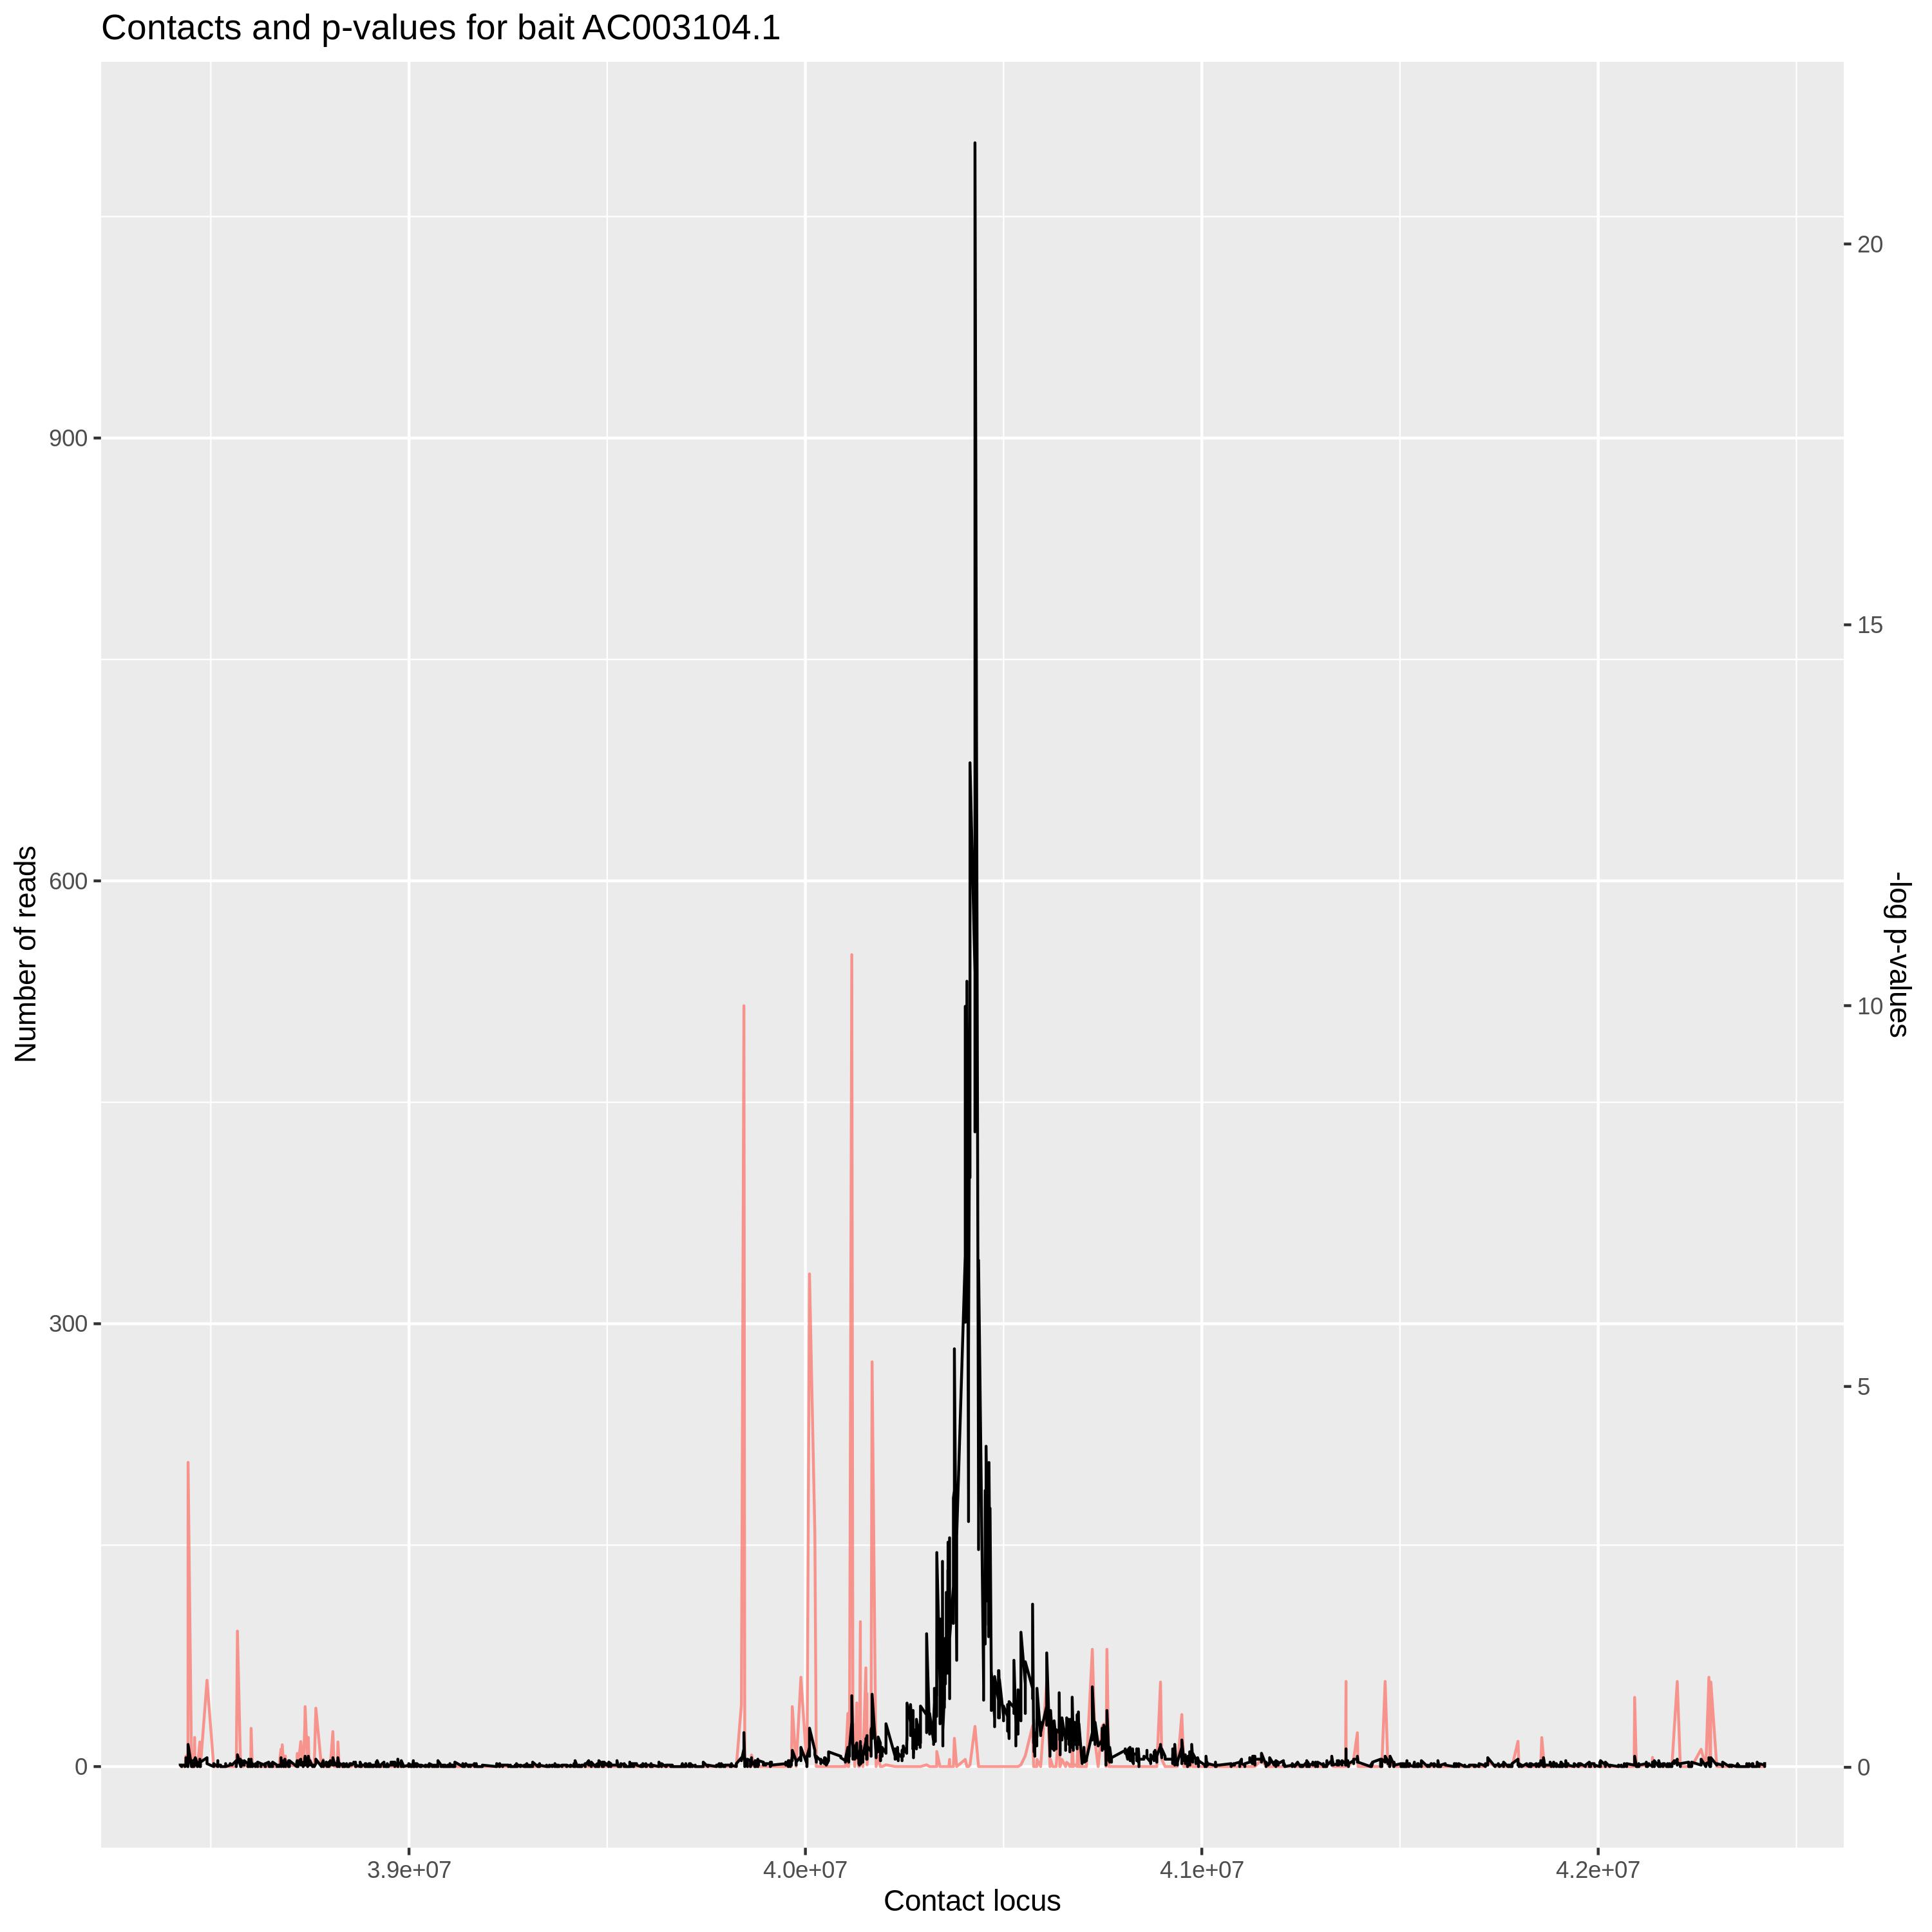 Contacts and p-values for bait AC003104.1
Number of reads
900
600
300
0
20
15
10
5
0
-log p-values
3.9e+07
4.0e+07
4.1e+07
4.2e+07
Contact locus